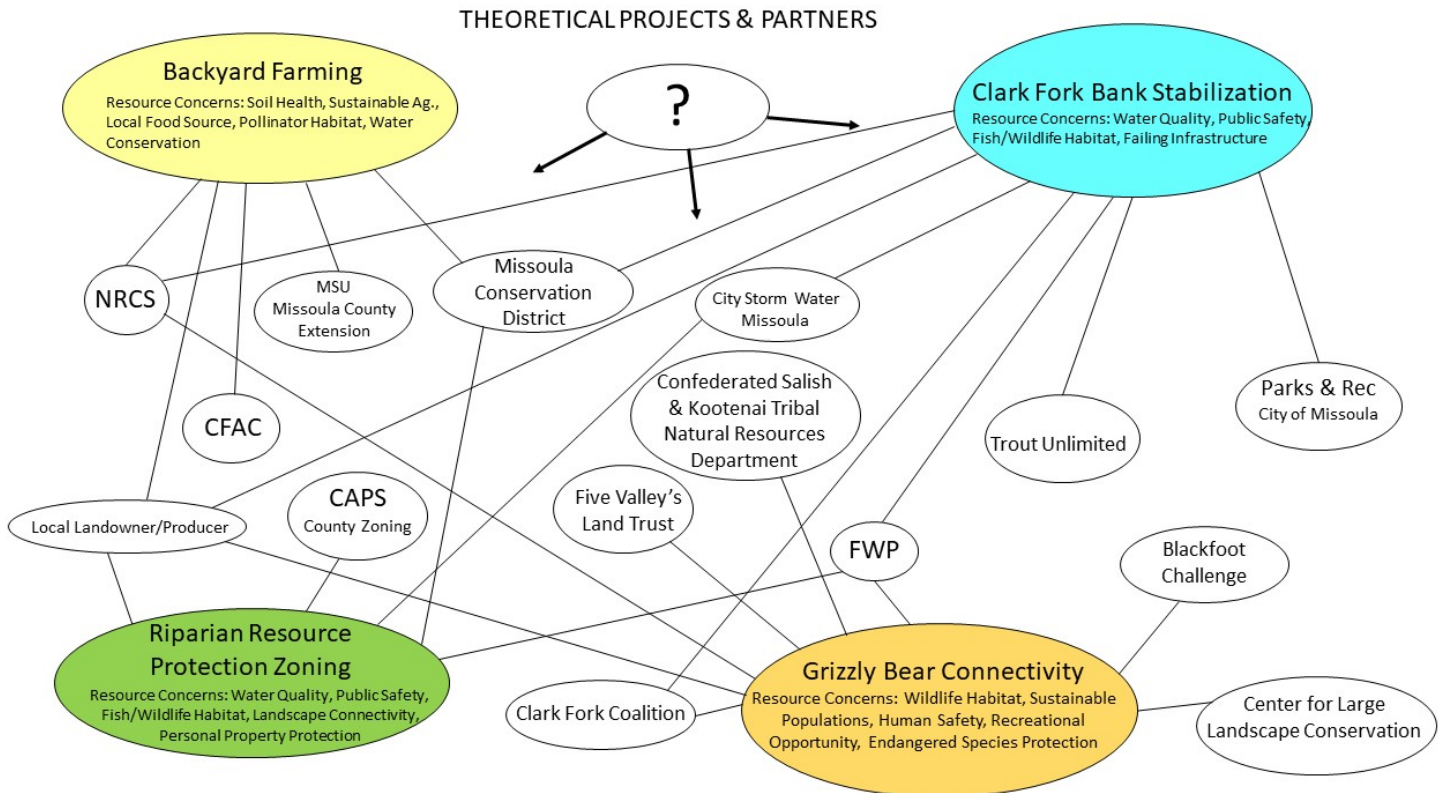 THEORETICAL PROJECTS & PARTNERS
Backyard Farming
Resource Concerns: Soil Health, Sustainable Ag.,
Local Food Source, Pollinator Habitat, Water
Conservation
?
Clark Fork Bank Stabilization
Resource Concerns: Water Quality, Public Safety,
Fish/Wildlife Habitat, Failing Infrastructure
NRCS
MSU
Missoula County
Extension
Missoula
Conservation
District
City Storm Water
Missoula
Confederated Salish
& Kootenai Tribal
Natural Resources
Department
Parks & Rec
City of Missoula
CFAC
Trout Unlimited
Local Landowner/Producer
CAPS
County Zoning
Five Valley's
Land Trust
FWP
Blackfoot
Challenge
Riparian Resource
Protection Zoning
Resource Concerns: Water Quality, Public Safety,
Fish/Wildlife Habitat, Landscape Connectivity,
Personal Property Protection
Clark Fork Coalition
Grizzly Bear Connectivity
Resource Concerns: Wildlife Habitat, Sustainable
Populations, Human Safety, Recreational
Opportunity, Endangered Species Protection
Center for Large
Landscape Conservation